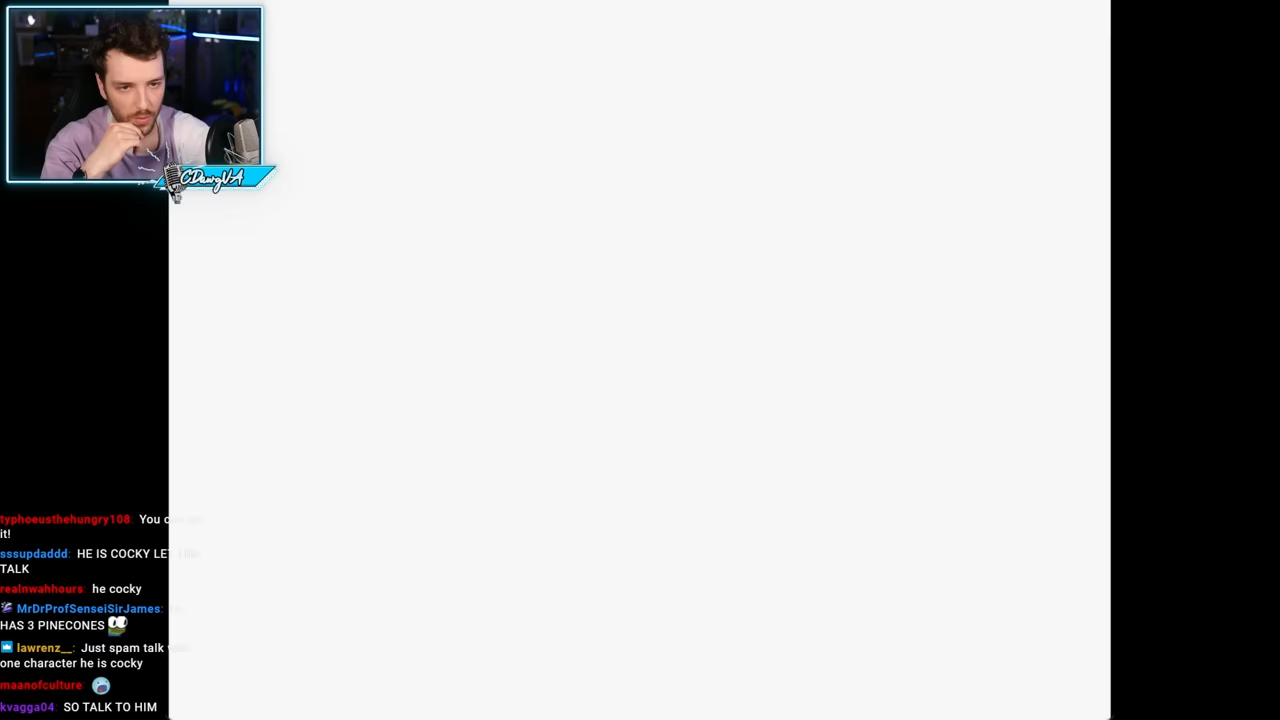 CDawgVA
typhoeusthehungry108: You c
it!
sssupdaddd: HE IS COCKY LE
TALK
realnwahhours: he cocky
MrDrProfSenseiSirJames:
HAS 3 PINECONES
lawrenz__: Just spam talk
one character he is cocky
maanofculture
kvagga04: SO TALK TO HIM